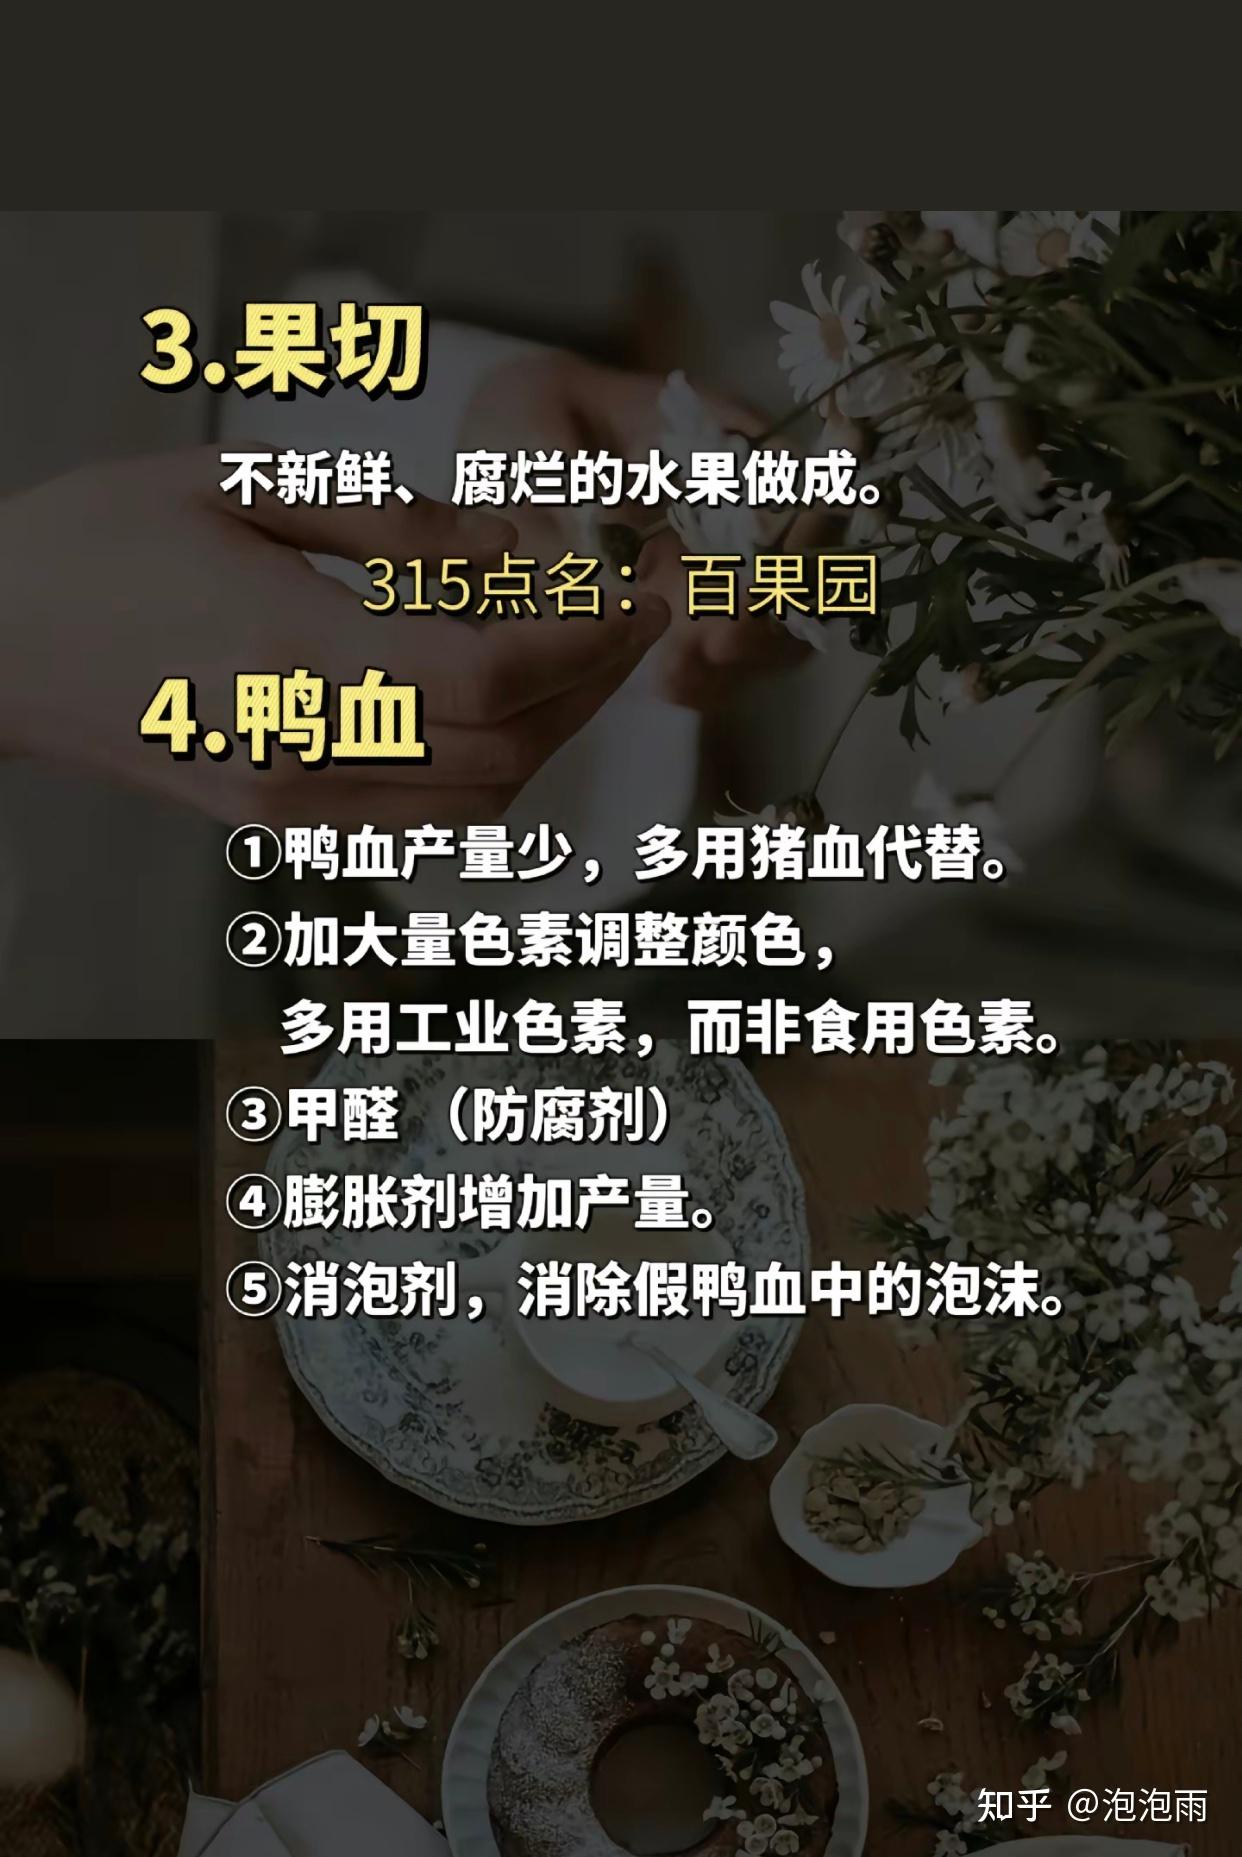 3.果切
不新鲜、腐烂的水果做成。
315点名：百果园
4.鸭血
①鸭血产量少，多用猪血代替。
②加大量色素调整颜色，
多用工业色素，而非食用色素。
③甲醛 （防腐剂）
④膨胀剂增加产量。
⑤消泡剂，消除假鸭血中的泡沫。
知乎 @泡泡雨